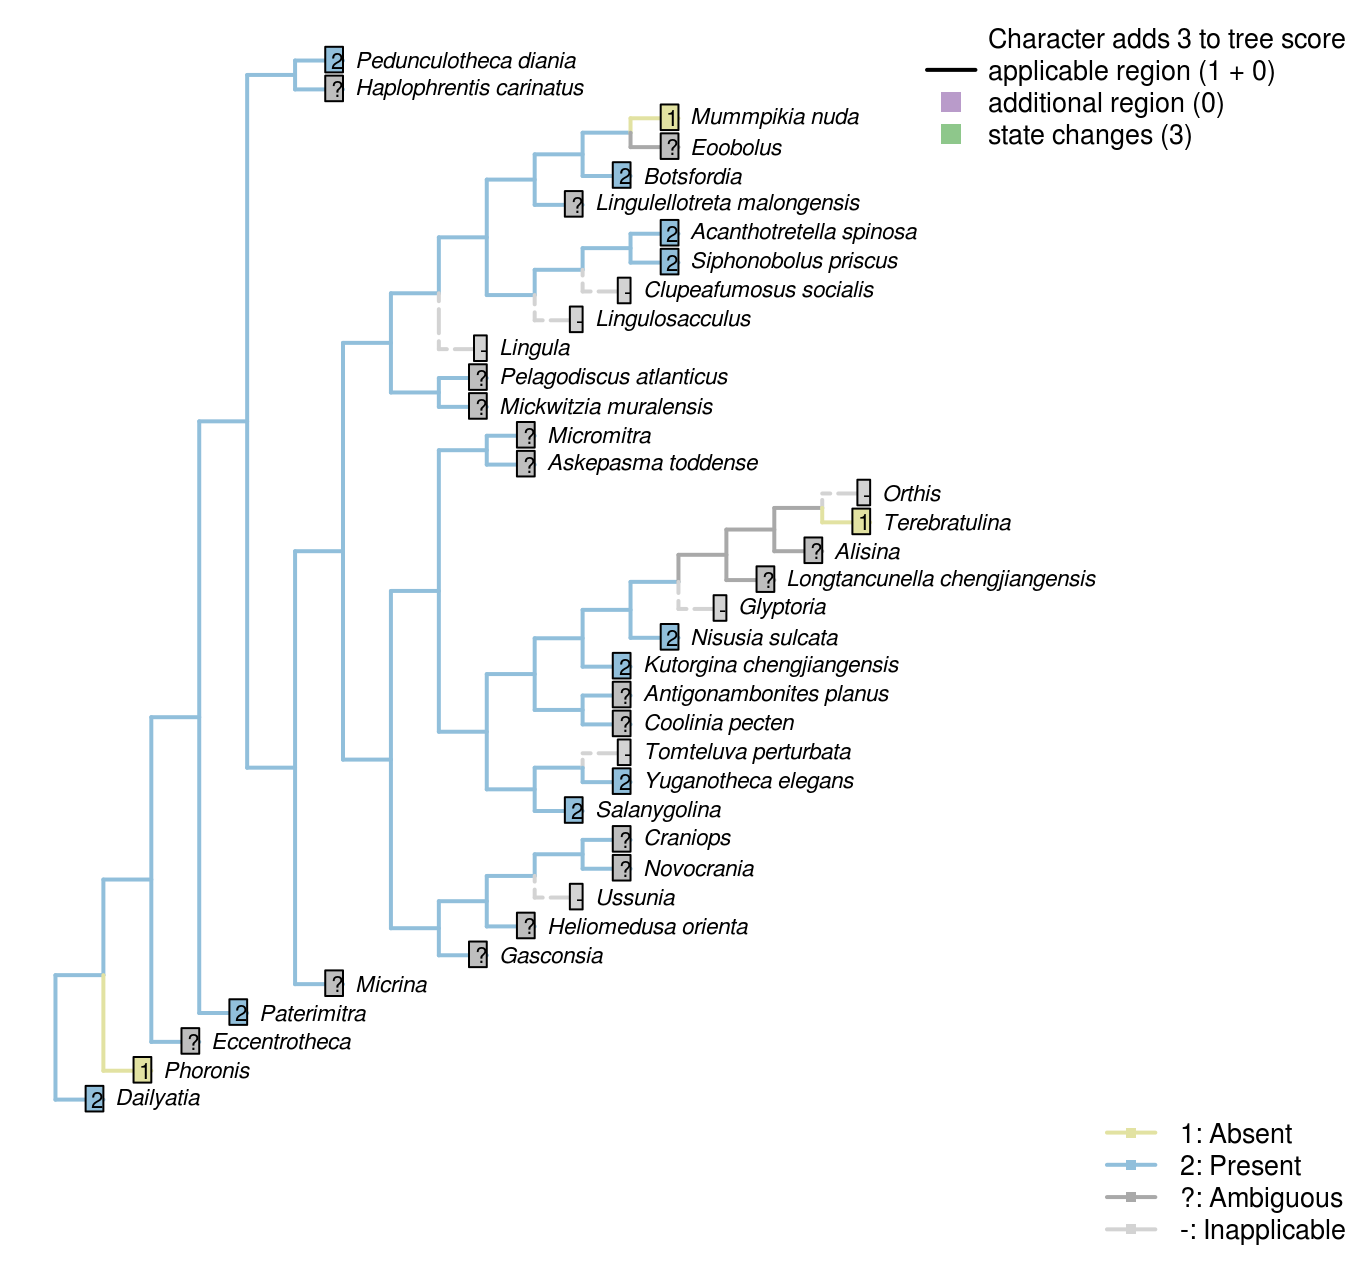 Character adds 3 to tree score
applicable region (1 + 0)
additional region (0)
state changes (3)
2 Pedunculotheca diania
? Haplophrentis carinatus
1 Mummpikia nuda
? Eoobolus
2 Botsfordia
? Lingulellotreta malongensis
2 Acanthotretella spinosa
2 Siphonobolus priscus
- Clupeafumosus socialis
- Lingulosacculus
- Lingula
? Pelagodiscus atlanticus
? Mickwitzia muralensis
? Micromitra
? Askepasma toddense
- Orthis
1 Terebratulina
? Alisina
? Longtancunella chengjiangensis
- Glyptoria
2 Nisusia sulcata
2 Kutorgina chengjiangensis
? Antigonambonites planus
? Coolinia pecten
- Tomteluva perturbata
2 Yuganotheca elegans
2 Salanygolina
? Craniops
? Novocrania
- Ussunia
? Heliomedusa orienta
? Gasconsia
? Micrina
2 Paterimitra
? Eccentrotheca
1 Phoronis
2 Dailyatia
1: Absent
2: Present
?: Ambiguous
-: Inapplicable